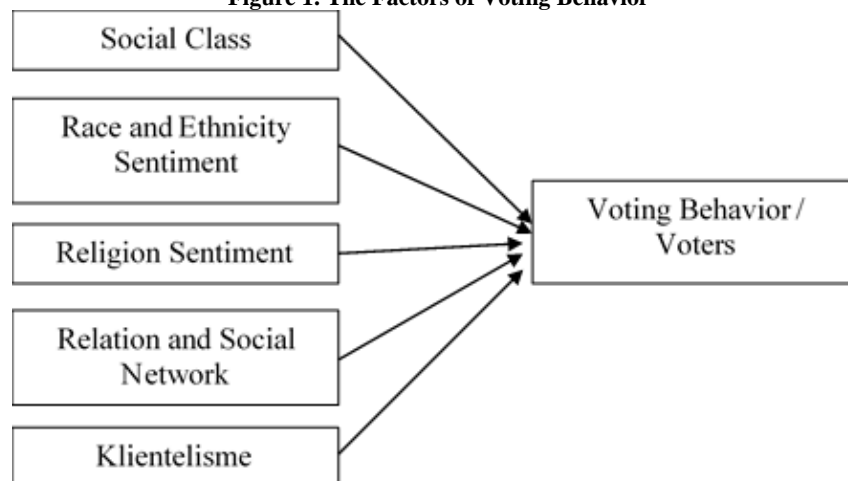 Figure 1. The Factors of Voting Behavior
Social Class
Race and Ethnicity
Sentiment
Religion Sentiment
Relation and Social
Network
Klientelisme
Voting Behavior /
Voters